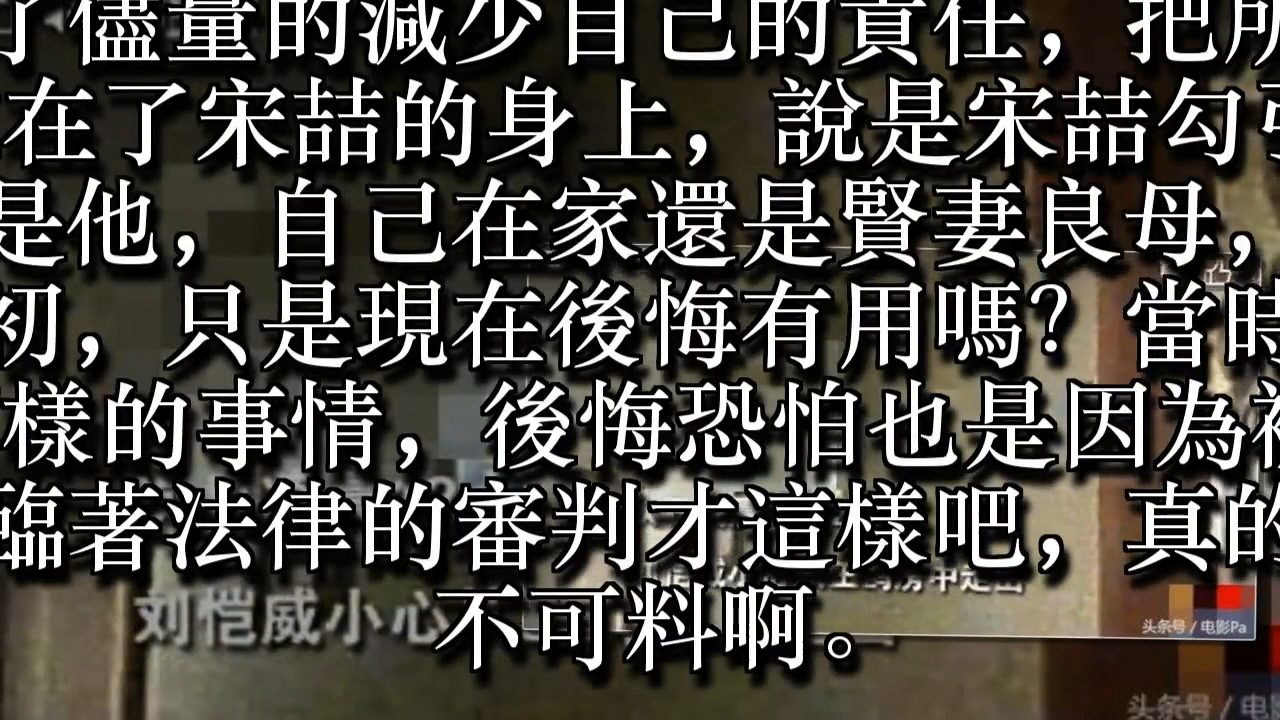 了儘量的減少自己的責任，把所
在了宋喆的身上，說是宋喆勾引
是他，自己在家還是賢妻良母，
初，只是現在後悔有用嗎？當時
樣的事情，後悔恐怕也是因為被
臨著法律的審判才這樣吧，真的
不可料啊。
刘恺威小心
头条号 / 电影Pa
头条号 / 电影